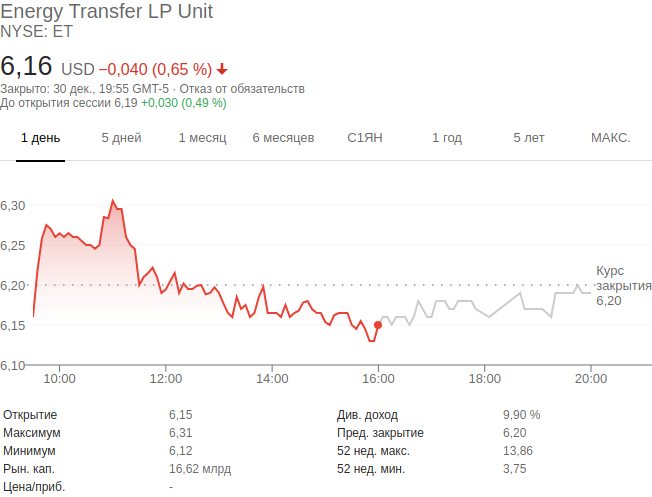 Energy Transfer LP Unit
NYSE: ET
6,16 USD −0,040 (0,65 %) ↓
Закрыто: 30 дек., 19:55 GMT-5 · Отказ от обязательств
До открытия сессии 6,19 +0,030 (0,49 %)
1 день 5 дней 1 месяц 6 месяцев С1ЯН 1 год 5 лет МАКС.
6,30
6,25
6,20
6,15
6,10
Курс
закрытия
6,20
10:00 12:00 14:00 16:00 18:00 20:00
Открытие 6,15 Див. доход 9,90 %
Максимум 6,31 Пред. закрытие 6,20
Минимум 6,12 52 нед. макс. 13,86
Рын. кап. 16,62 млрд 52 нед. мин. 3,75
Цена/приб. -